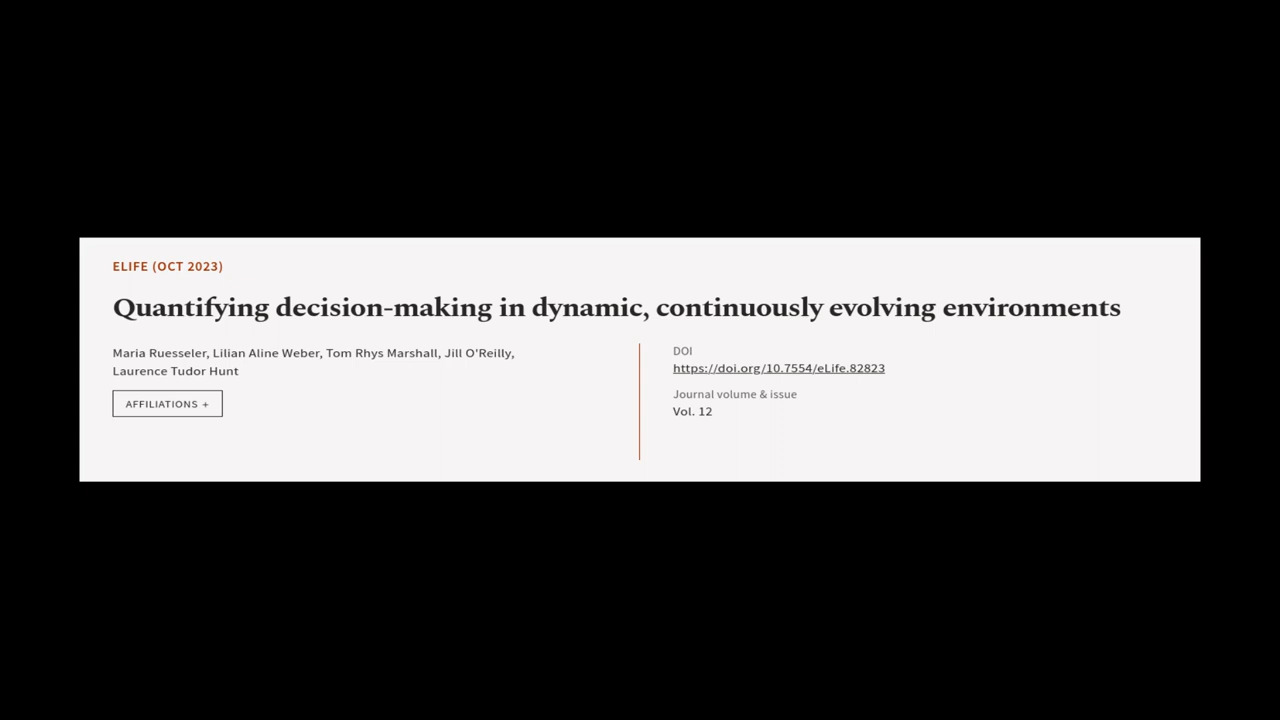 ELIFE (OCT 2023)
Quantifying decision-making in dynamic, continuously evolving environments
Maria Ruesseler, Lilian Aline Weber, Tom Rhys Marshall, Jill O'Reilly,
Laurence Tudor Hunt
AFFILIATIONS +
DOI
https://doi.org/10.7554/eLife.82823
Journal volume & issue
Vol. 12